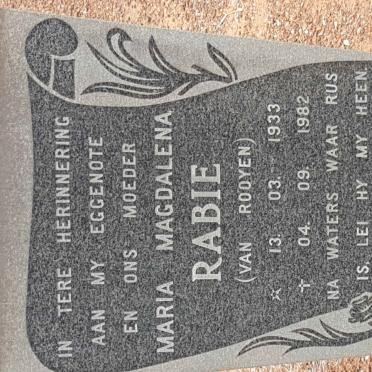 IN TERE HERINNERING
AAN MY EGGENOTE
EN ONS MOEDER
MARIA MAGDALENA
RABIE
(VAN ROOYEN)
13. 03. 1933
† 04. 09. 1982
NA WATERS WAAR RUS
IS, LEI HY MY HEEN